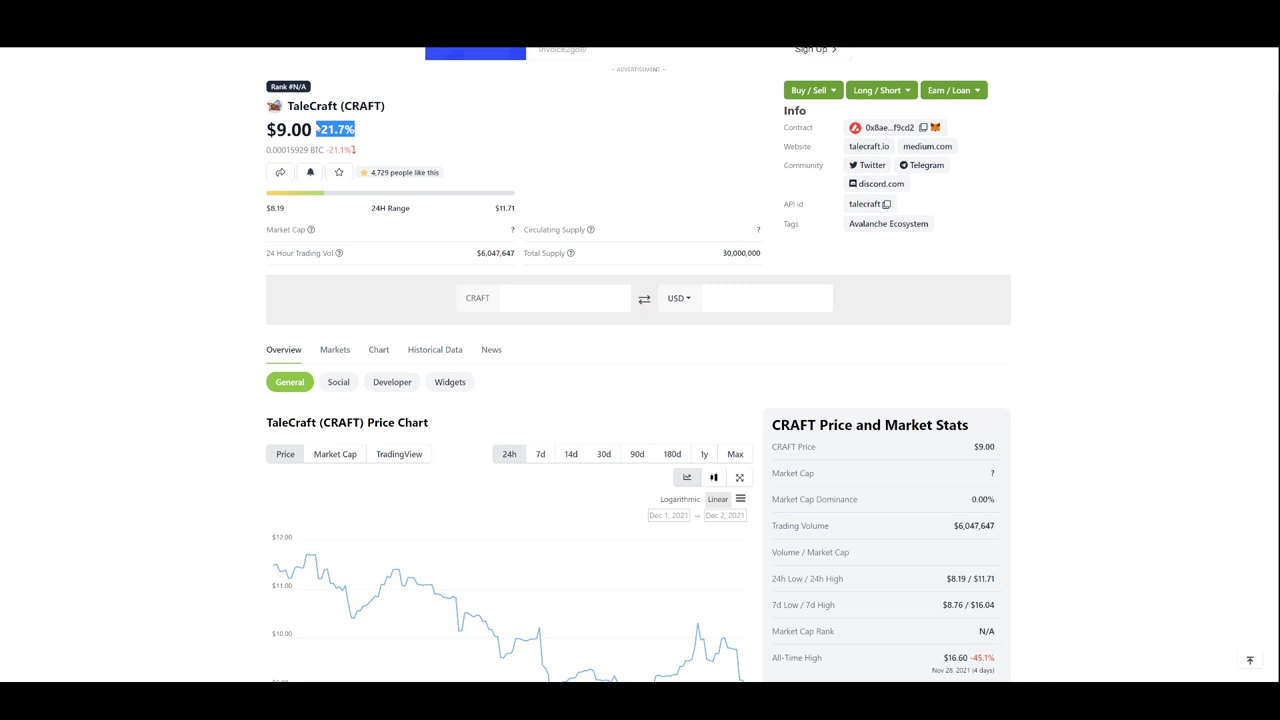 Invoice2go®
Sign Up >
– ADVERTISEMENT –
Rank #N/A
TaleCraft (CRAFT)
$9.00 -21.7%
0.00015929 BTC -21.1%
4,729 people like this
$8.19 24H Range $11.71
Market Cap ?
Circulating Supply ?
24 Hour Trading Vol $6,047,647
Total Supply 30,000,000
Buy / Sell Long / Short Earn / Loan
Info
Contract 0x8ae...f9cd2
Website talecraft.io medium.com
Community Twitter Telegram
discord.com
API id talecraft
Tags Avalanche Ecosystem
CRAFT USD
Overview Markets Chart Historical Data News
General Social Developer Widgets
TaleCraft (CRAFT) Price Chart
Price Market Cap TradingView
24h 7d 14d 30d 90d 180d 1y Max
Logarithmic Linear
Dec 1, 2021 → Dec 2, 2021
$12.00
$11.00
$10.00
CRAFT Price and Market Stats
CRAFT Price $9.00
Market Cap ?
Market Cap Dominance 0.00%
Trading Volume $6,047,647
Volume / Market Cap
24h Low / 24h High $8.19 / $11.71
7d Low / 7d High $8.76 / $16.04
Market Cap Rank N/A
All-Time High $16.60 -45.1%
Nov 28, 2021 (4 days)